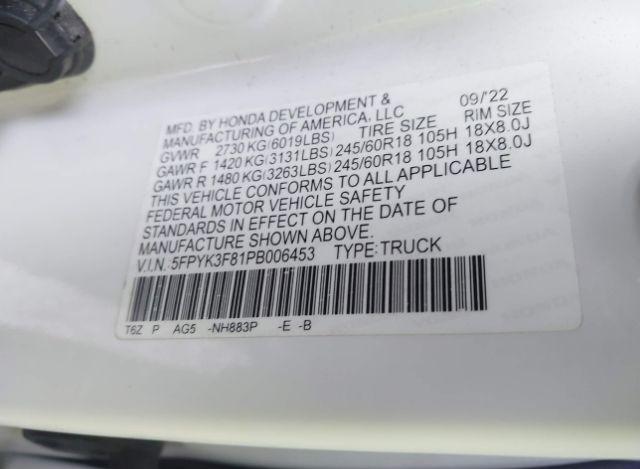 MFD. BY HONDA DEVELOPMENT &
MANUFACTURING OF AMERICA, LLC 09/'22
GVWR 2730 KG(6019LBS) TIRE SIZE RIM SIZE
GAWR F 1420 KG(3131LBS) 245/60R18 105H 18X8.0J
GAWR R 1480 KG(3263LBS) 245/60R18 105H 18X8.0J
THIS VEHICLE CONFORMS TO ALL APPLICABLE
FEDERAL MOTOR VEHICLE SAFETY
STANDARDS IN EFFECT ON THE DATE OF
MANUFACTURE SHOWN ABOVE.
V.I.N.:5FPYK3F81PB006453 TYPE:TRUCK
T6Z P AG5 -NH883P -E -B